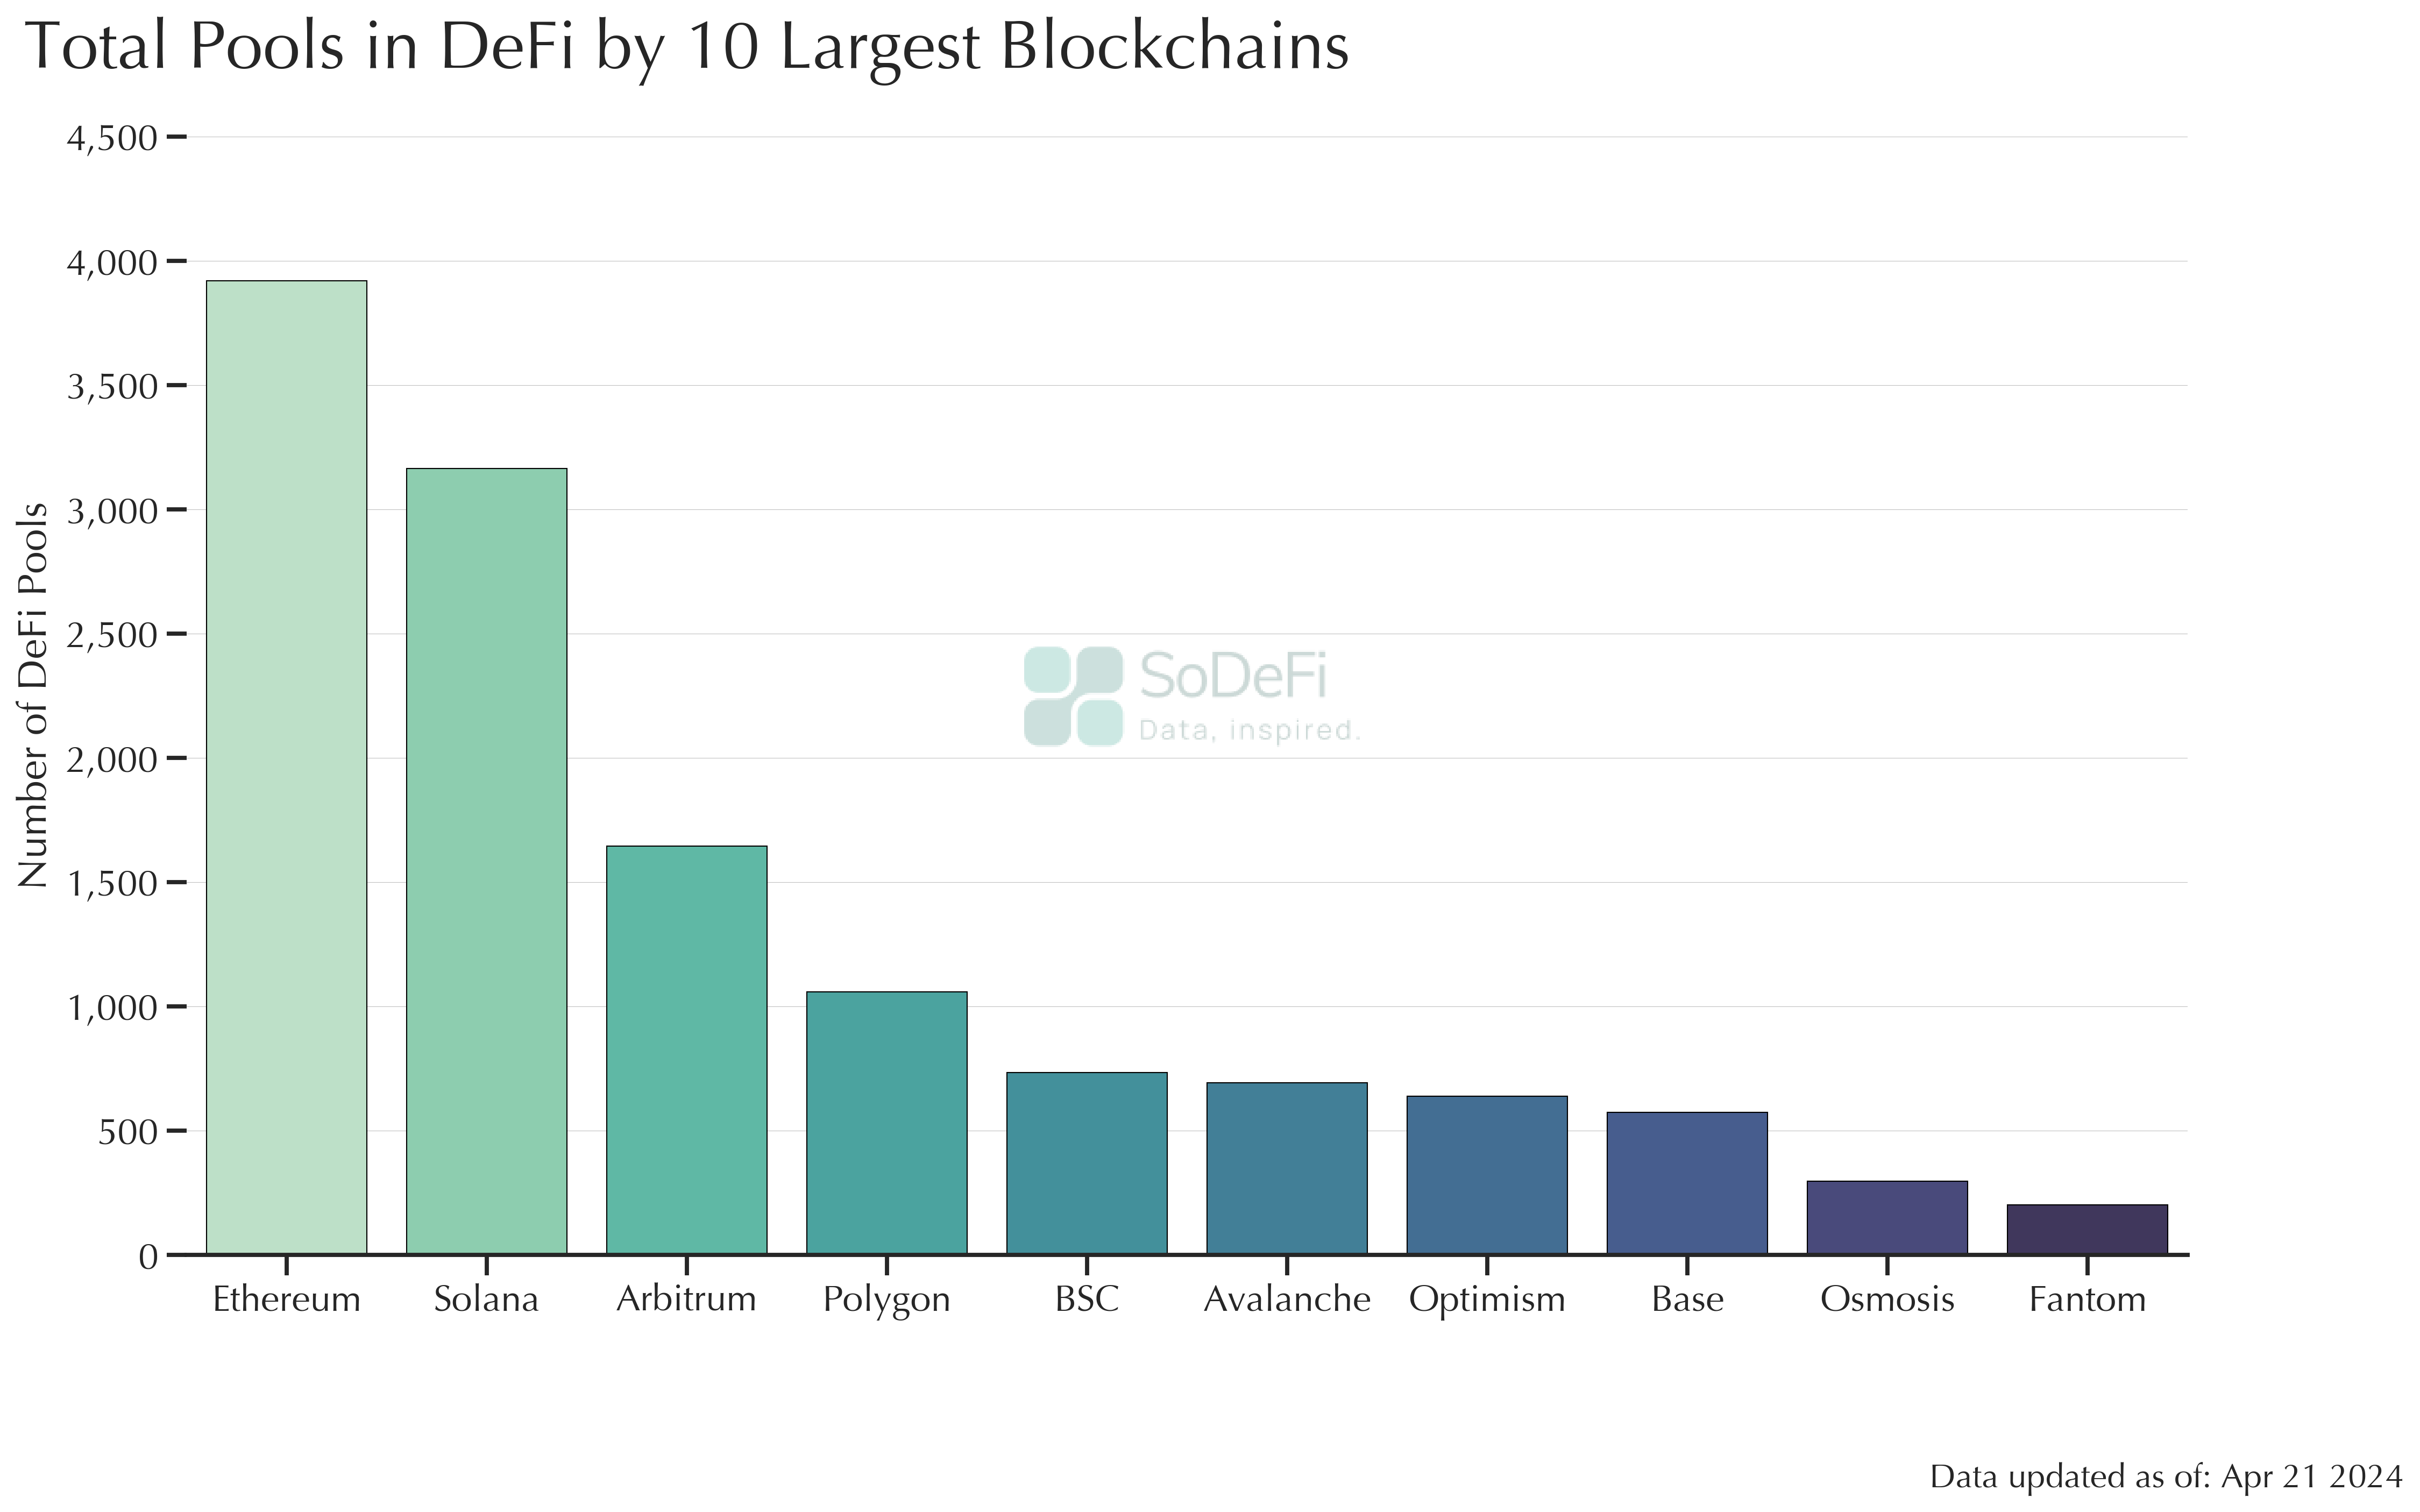 Total Pools in DeFi by 10 Largest Blockchains
4,500
4,000
3,500
3,000
2,500
2,000
1,500
1,000
500
0
Number of DeFi Pools
SoDeFi
Data, inspired.
Ethereum Solana Arbitrum Polygon BSC Avalanche Optimism Base Osmosis Fantom
Data updated as of: Apr 21 2024